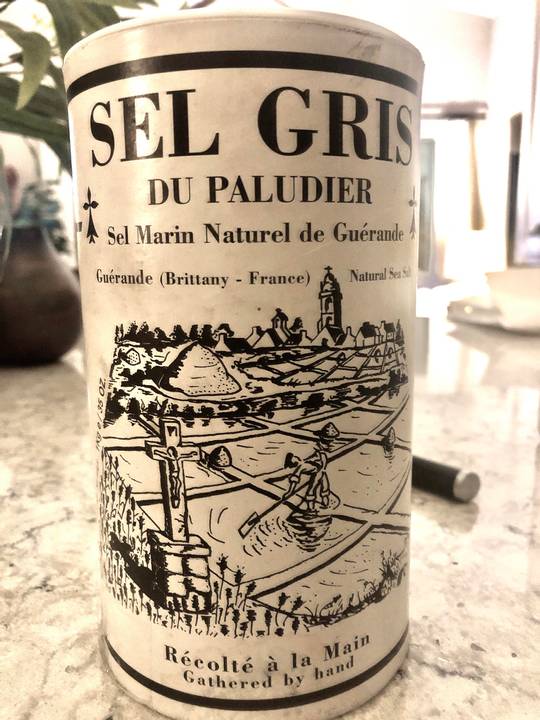 SEL GRIS
DU PALUDIER
Sel Marin Naturel de Guérande
Guérande (Brittany - France) Natural Sea Salt
OZ
Récolté à la Main
Gathered by hand